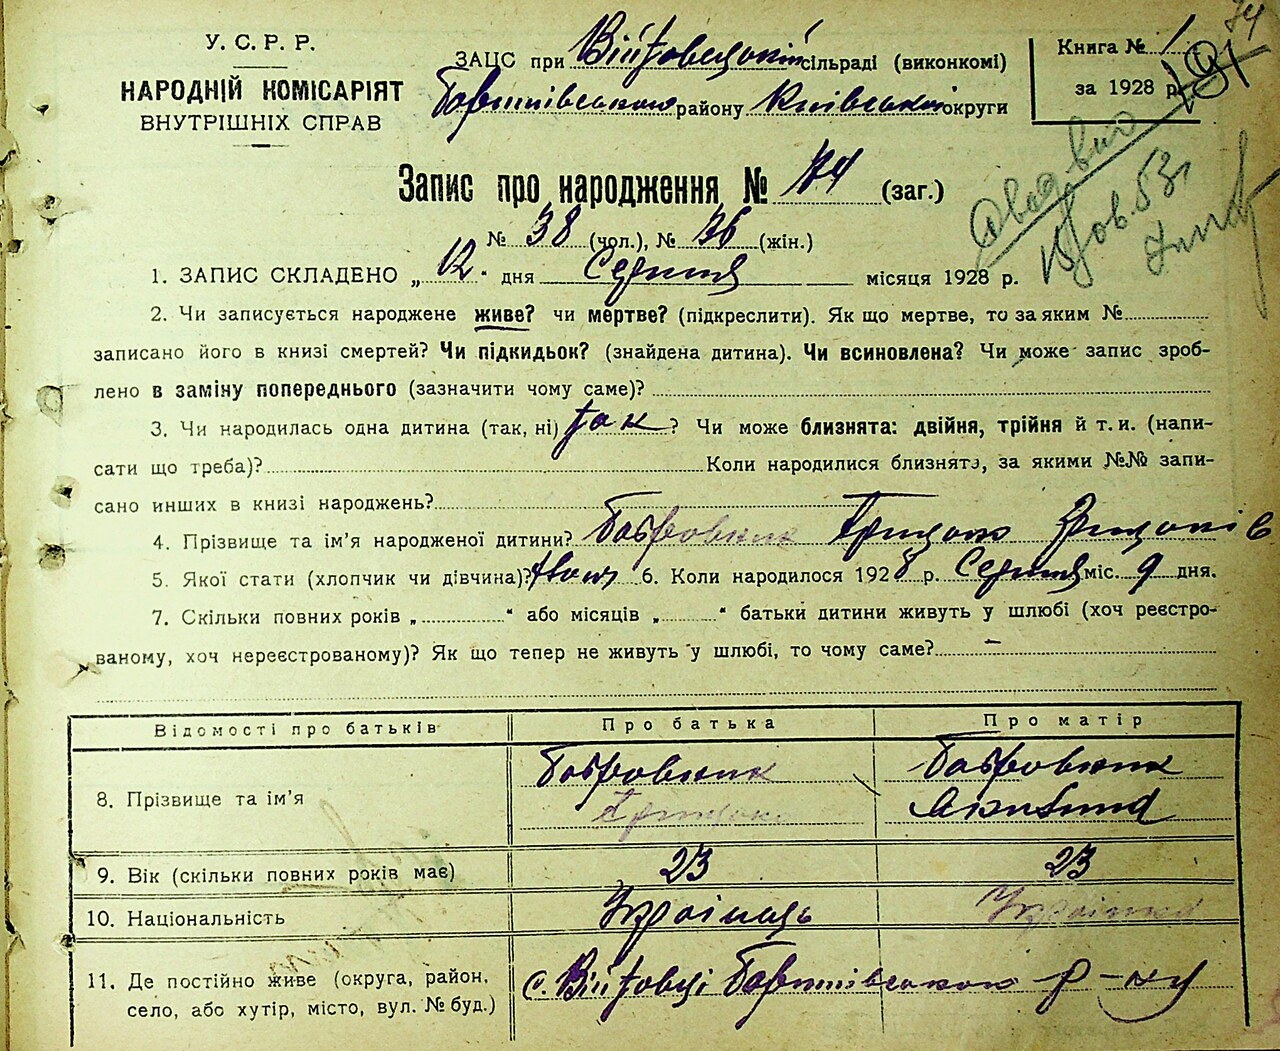 У. С. Р. Р.
НАРОДНІЙ КОМІСАРІЯТ
ВНУТРІШНІХ СПРАВ
ЗАЦС при Війтовецькій сільраді (виконкомі)
району Київської округи
Книга № 1
за 1928 р.
74
Запис про народження № 74 (заг.)
№ 38 (чол.), № 36 (жін.)
1. ЗАПИС СКЛАДЕНО „ 12 " дня Серпня місяця 1928 р.
2. Чи записується народжене живе? чи мертве? (підкреслити). Як що мертве, то за яким №
записано його в книзі смертей? Чи підкидьок? (знайдена дитина). Чи всиновлена? Чи може запис зроб-
лено в заміну попереднього (зазначити чому саме)?
3. Чи народилась одна дитина (так, ні) так ? Чи може близнята: двійня, трійня й т. и. (напи-
сати що треба)? Коли народилися близнята, за якими №№ запи-
сано инших в книзі народжень?
4. Прізвище та ім'я народженої дитини? Бобровник Грицько
5. Якої стати (хлопчик чи дівчина)? 6. Коли народилося 1928 р. Серпня міс. 9 дня.
7. Скільки повних років „ " або місяців „ " батьки дитини живуть у шлюбі (хоч реєстро-
ваному, хоч нереєстрованому)? Як що тепер не живуть у шлюбі, то чому саме? –
Відомості про батьків Про батька Про матір
8. Прізвище та ім'я Бобровник Грицько Бобровник
9. Вік (скільки повних років має) 23 23
10. Національність Українець Українка
11. Де постійно живе (округа, район,
село, або хутір, місто, вул. № буд.) с. Війтовці р-ну